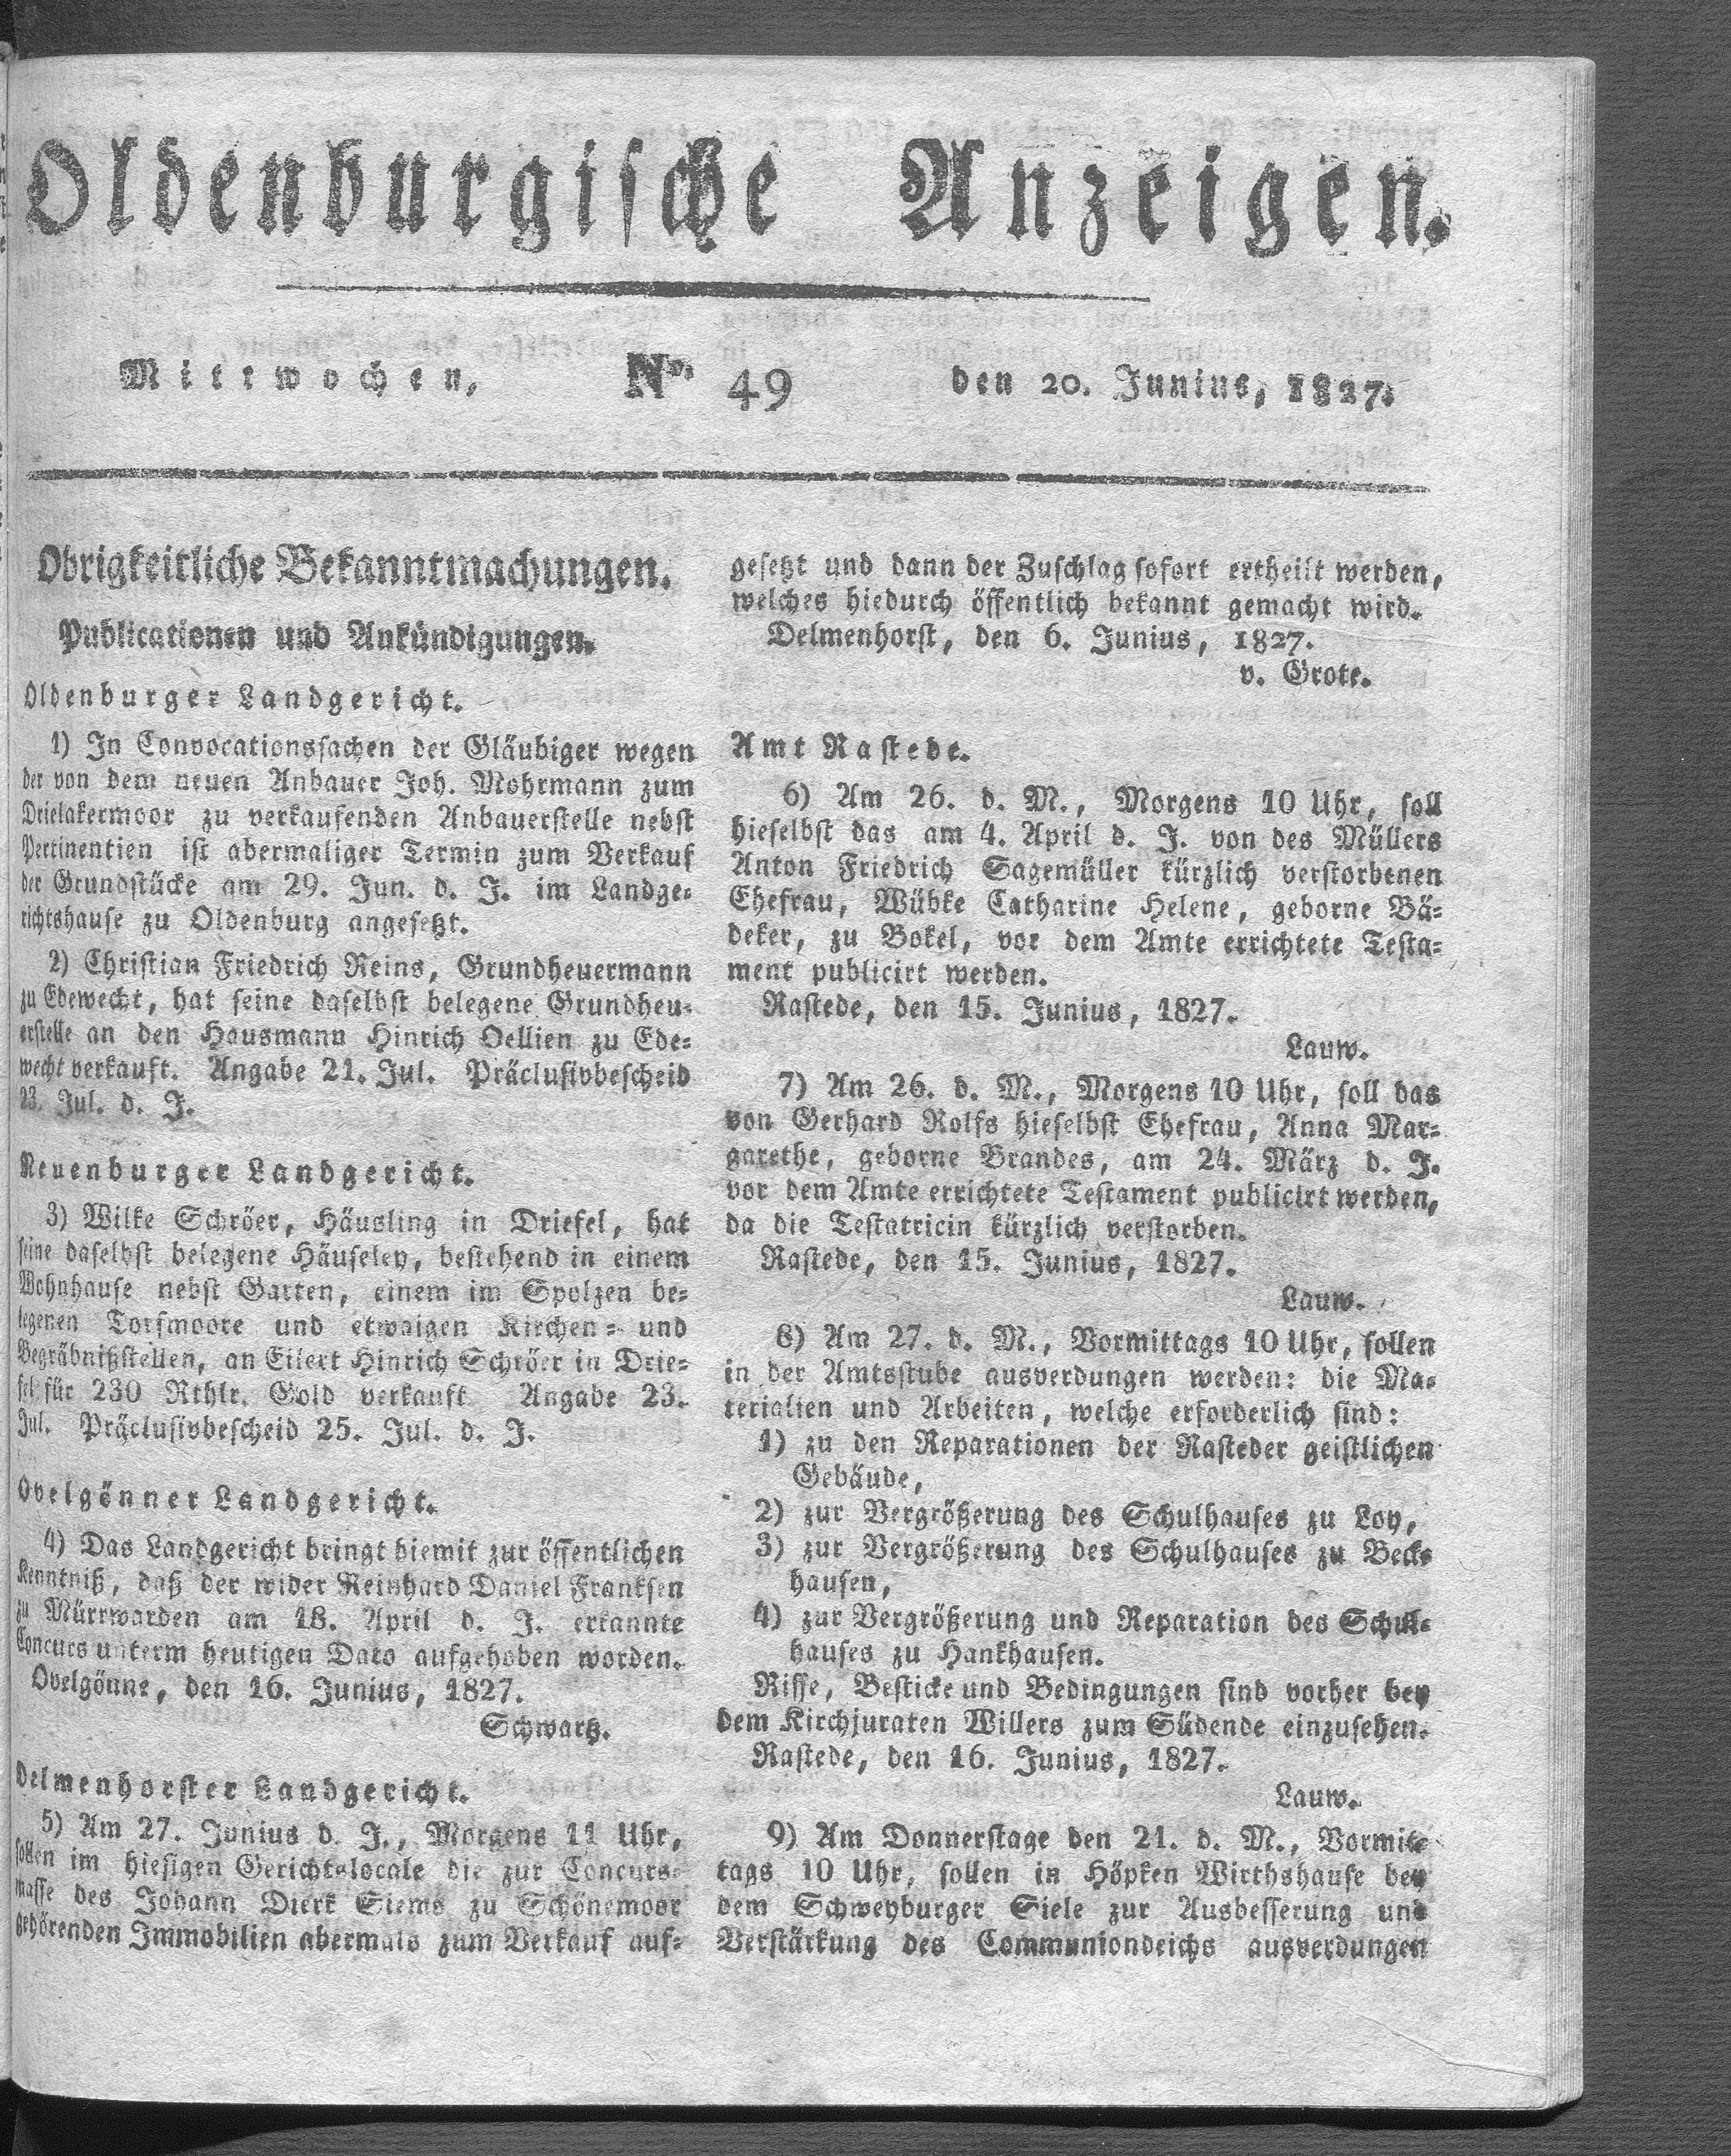 Oldenburgische Anzeigen.
Mittwochen, No. 49 den 20. Junius, 1827.
Obrigkeitliche Bekanntmachungen.
Publicationen und Ankündigungen.
Oldenburger Landgericht.
1) In Convocationssachen der Gläubiger wegen
der von dem neuen Anbauer Joh. Mohrmann zum
Drielakermoor zu verkaufenden Anbauerstelle nebst
Pertinentien ist abermaliger Termin zum Verkauf
der Grundstücke am 29. Jun. d. J. im Landge-
richtshause zu Oldenburg angesetzt.
2) Christian Friedrich Reins, Grundheuermann
zu Edewecht, hat seine daselbst belegene Grundheu-
erstelle an den Hausmann Hinrich Oellien zu Ede-
wecht verkauft. Angabe 21. Jul. Präclusivbescheid
23. Jul. d. J.
Neuenburger Landgericht.
3) Wilke Schröer, Häusling in Driefel, hat
seine daselbst belegene Häuseley, bestehend in einem
Wohnhause nebst Garten, einem im Spolzen be-
legenen Torfmoore und etwaigen Kirchen- und
Begräbnißstellen, an Eilert Hinrich Schröer in Drie-
fel für 230 Rthlr. Gold verkauft Angabe 23.
Jul. Präclusivbescheid 25. Jul. d. J.
Ovelgönner Landgericht.
4) Das Landgericht bringt hiemit zur öffentlichen
Kenntniß, daß der wider Reinhard Daniel Franksen
zu Mürrwarden am 18. April d. J. erkannte
Concurs unterm heutigen Dato aufgehoben worden.
Ovelgönne, den 16. Junius, 1827.
Schwartz.
Delmenhorster Landgericht.
5) Am 27. Junius d. J., Morgens 11 Uhr,
sollen im hiesigen Gerichtslocale die zur Concurs-
masse des Johann Dierk Siems zu Schönemoor
gehörenden Immobilien abermals zum Verkauf auf-
gesetzt und dann der Zuschlag sofort ertheilt werden,
welches hiedurch öffentlich bekannt gemacht wird.
Delmenhorst, den 6. Junius, 1827.
v. Grote.
Amt Rastede.
6) Am 26. d. M., Morgens 10 Uhr, soll
hieselbst das am 4. April d. J. von des Müllers
Anton Friedrich Sagemüller kürzlich verstorbenen
Ehefrau, Wübke Catharine Helene, geborne Bä-
deker, zu Bokel, vor dem Amte errichtete Testa-
ment publicirt werden.
Rastede, den 15. Junius, 1827.
Lauw.
7) Am 26. d. M., Morgens 10 Uhr, soll das
von Gerhard Rolfs hieselbst Ehefrau, Anna Mar-
garethe, geborne Brandes, am 24. März d. J.
vor dem Amte errichtete Testament publicirt werden,
da die Testatricin kürzlich verstorben.
Rastede, den 15. Junius, 1827.
Lauw.
8) Am 27. d. M., Vormittags 10 Uhr, sollen
in der Amtsstube ausverdungen werden: die Ma-
terialien und Arbeiten, welche erforderlich sind:
1) zu den Reparationen der Rasteder geistlichen
Gebäude,
2) zur Vergrößerung des Schulhauses zu Loy,
3) zur Vergrößerung des Schulhauses zu Beck-
hausen,
4) zur Vergrößerung und Reparation des Schul-
hauses zu Hankhausen.
Risse, Besticke und Bedingungen sind vorher bey
dem Kirchjuraten Willers zum Südende einzusehen.
Rastede, den 16. Junius, 1827.
Lauw.
9) Am Donnerstage den 21. d. M., Vormit-
tags 10 Uhr, sollen in Höpken Wirthshause bey
dem Schweyburger Siele zur Ausbesserung und
Verstärkung des Communiondeichs ausverdungen